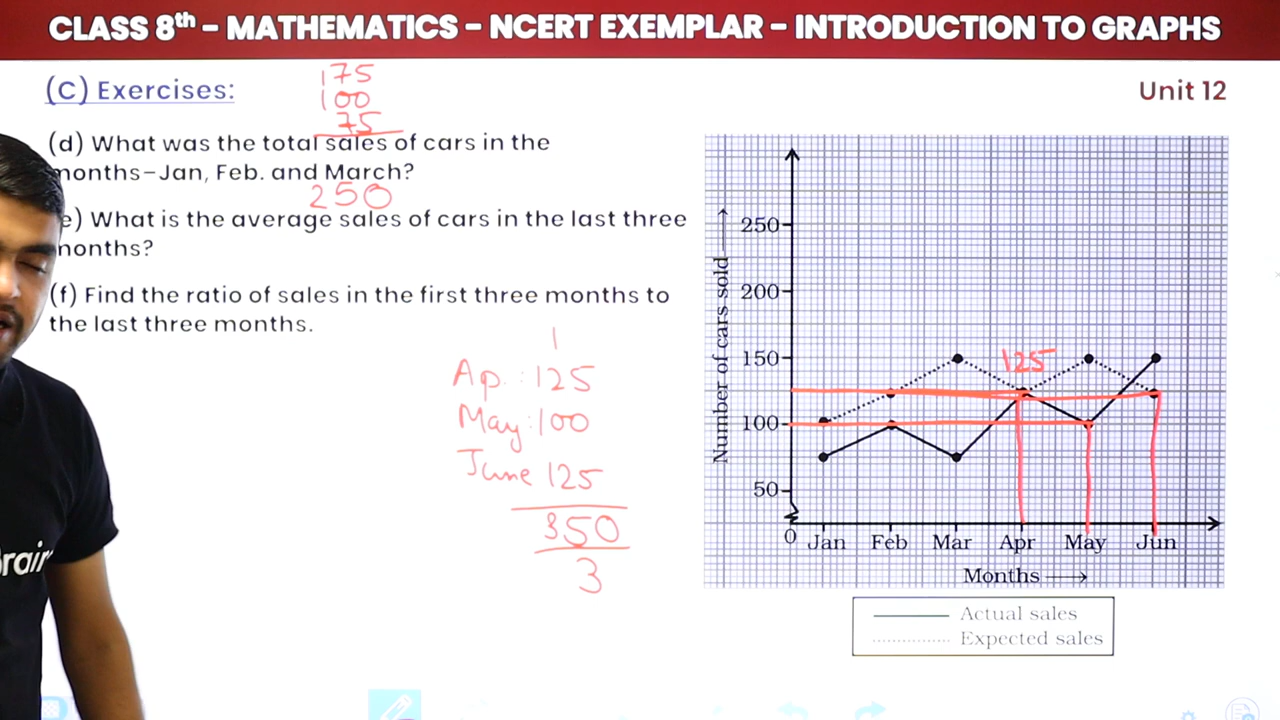 CLASS 8th - MATHEMATICS - NCERT EXEMPLAR - INTRODUCTION TO GRAPHS
(C) Exercises:
Unit 12
175
100
75
(d) What was the total sales of cars in the
months-Jan, Feb. and March?
250
e) What is the average sales of cars in the last three
months?
(f) Find the ratio of sales in the first three months to
the last three months.
1
Ap. : 125
May : 100
June 125
350
3
Number of cars sold
250
200
150
100
50
0
125
Jan Feb Mar Apr May Jun
Months
Actual sales
Expected sales